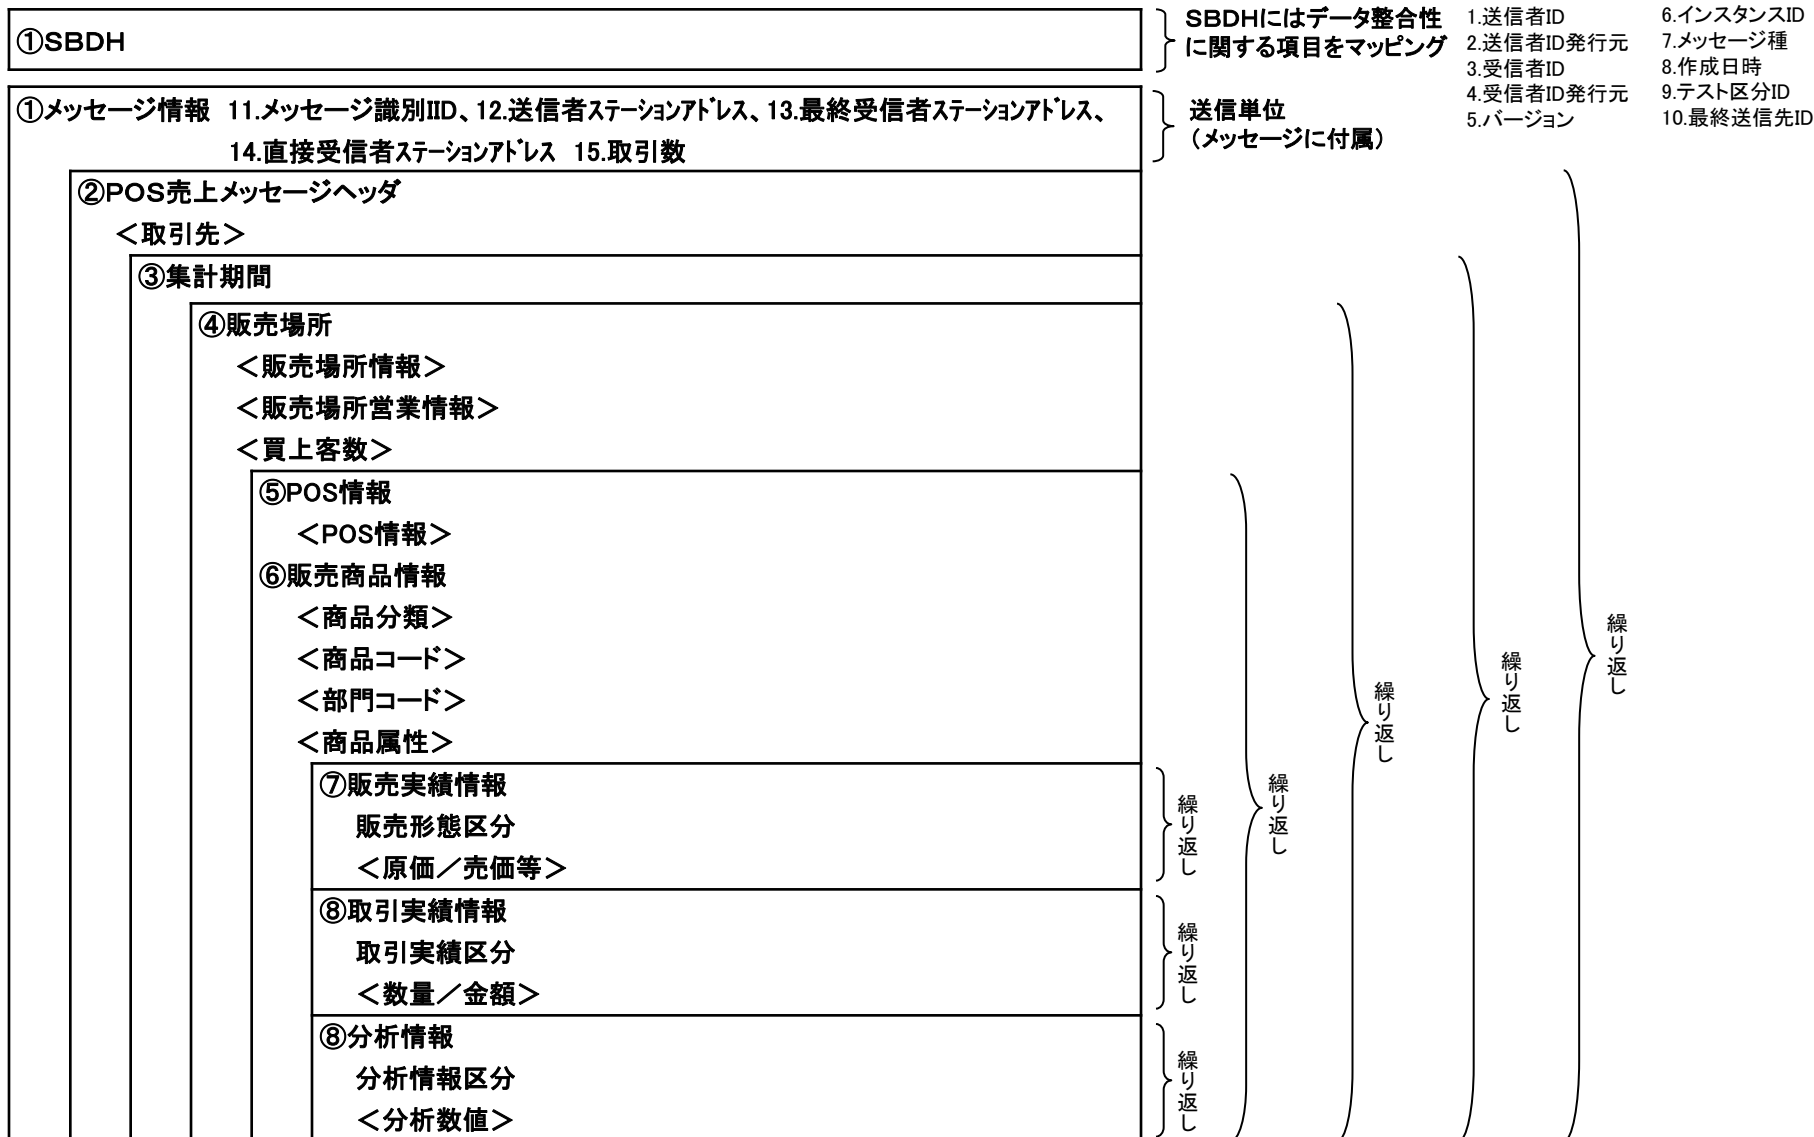 ①SBDH
SBDHにはデータ整合性
に関する項目をマッピング
1.送信者ID
2.送信者ID発行元
3.受信者ID
4.受信者ID発行元
5.バージョン
6.インスタンスID
7.メッセージ種
8.作成日時
9.テスト区分ID
10.最終送信先ID
①メッセージ情報 11.メッセージ識別IID、12.送信者ステーションアドレス、13.最終受信者ステーションアドレス、
14.直接受信者ステーションアドレス 15.取引数
送信単位
（メッセージに付属）
②POS売上メッセージヘッダ
＜取引先＞
③集計期間
④販売場所
＜販売場所情報＞
＜販売場所営業情報＞
＜買上客数＞
⑤POS情報
＜POS情報＞
⑥販売商品情報
＜商品分類＞
＜商品コード＞
＜部門コード＞
＜商品属性＞
⑦販売実績情報
販売形態区分
＜原価／売価等＞
⑧取引実績情報
取引実績区分
＜数量／金額＞
⑧分析情報
分析情報区分
＜分析数値＞
繰り返し
繰り返し
繰り返し
繰り返し
繰り返し
繰り返し
繰り返し